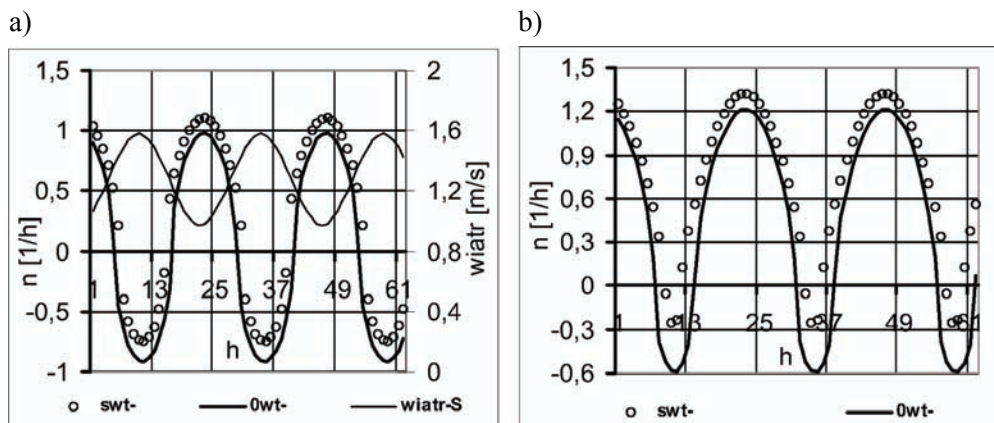 a)
b)
1,5
1
0,5
0
-0,5
-1
n [1/h]
1 13 25 37 49 61
h
2
1,6
1,2
0,8
0,4
0
wiatr [m/s]
swt- 0wt- wiatr-S
1,5
1,2
0,9
0,6
0,3
0
-0,3
-0,6
n [1/h]
1 13 25 37 49 61
h
swt- 0wt-